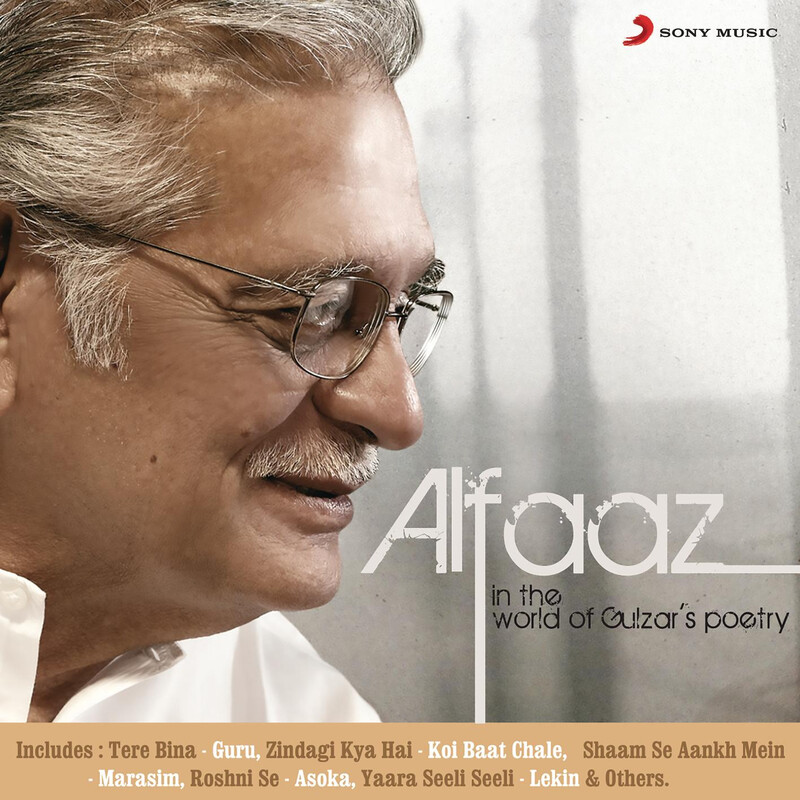 SONY MUSIC
Alfaaz
in the
world of Gulzar's poetry
Includes : Tere Bina - Guru, Zindagi Kya Hai - Koi Baat Chale, Shaam Se Aankh Mein
- Marasim, Roshni Se - Asoka, Yaara Seeli Seeli - Lekin & Others.